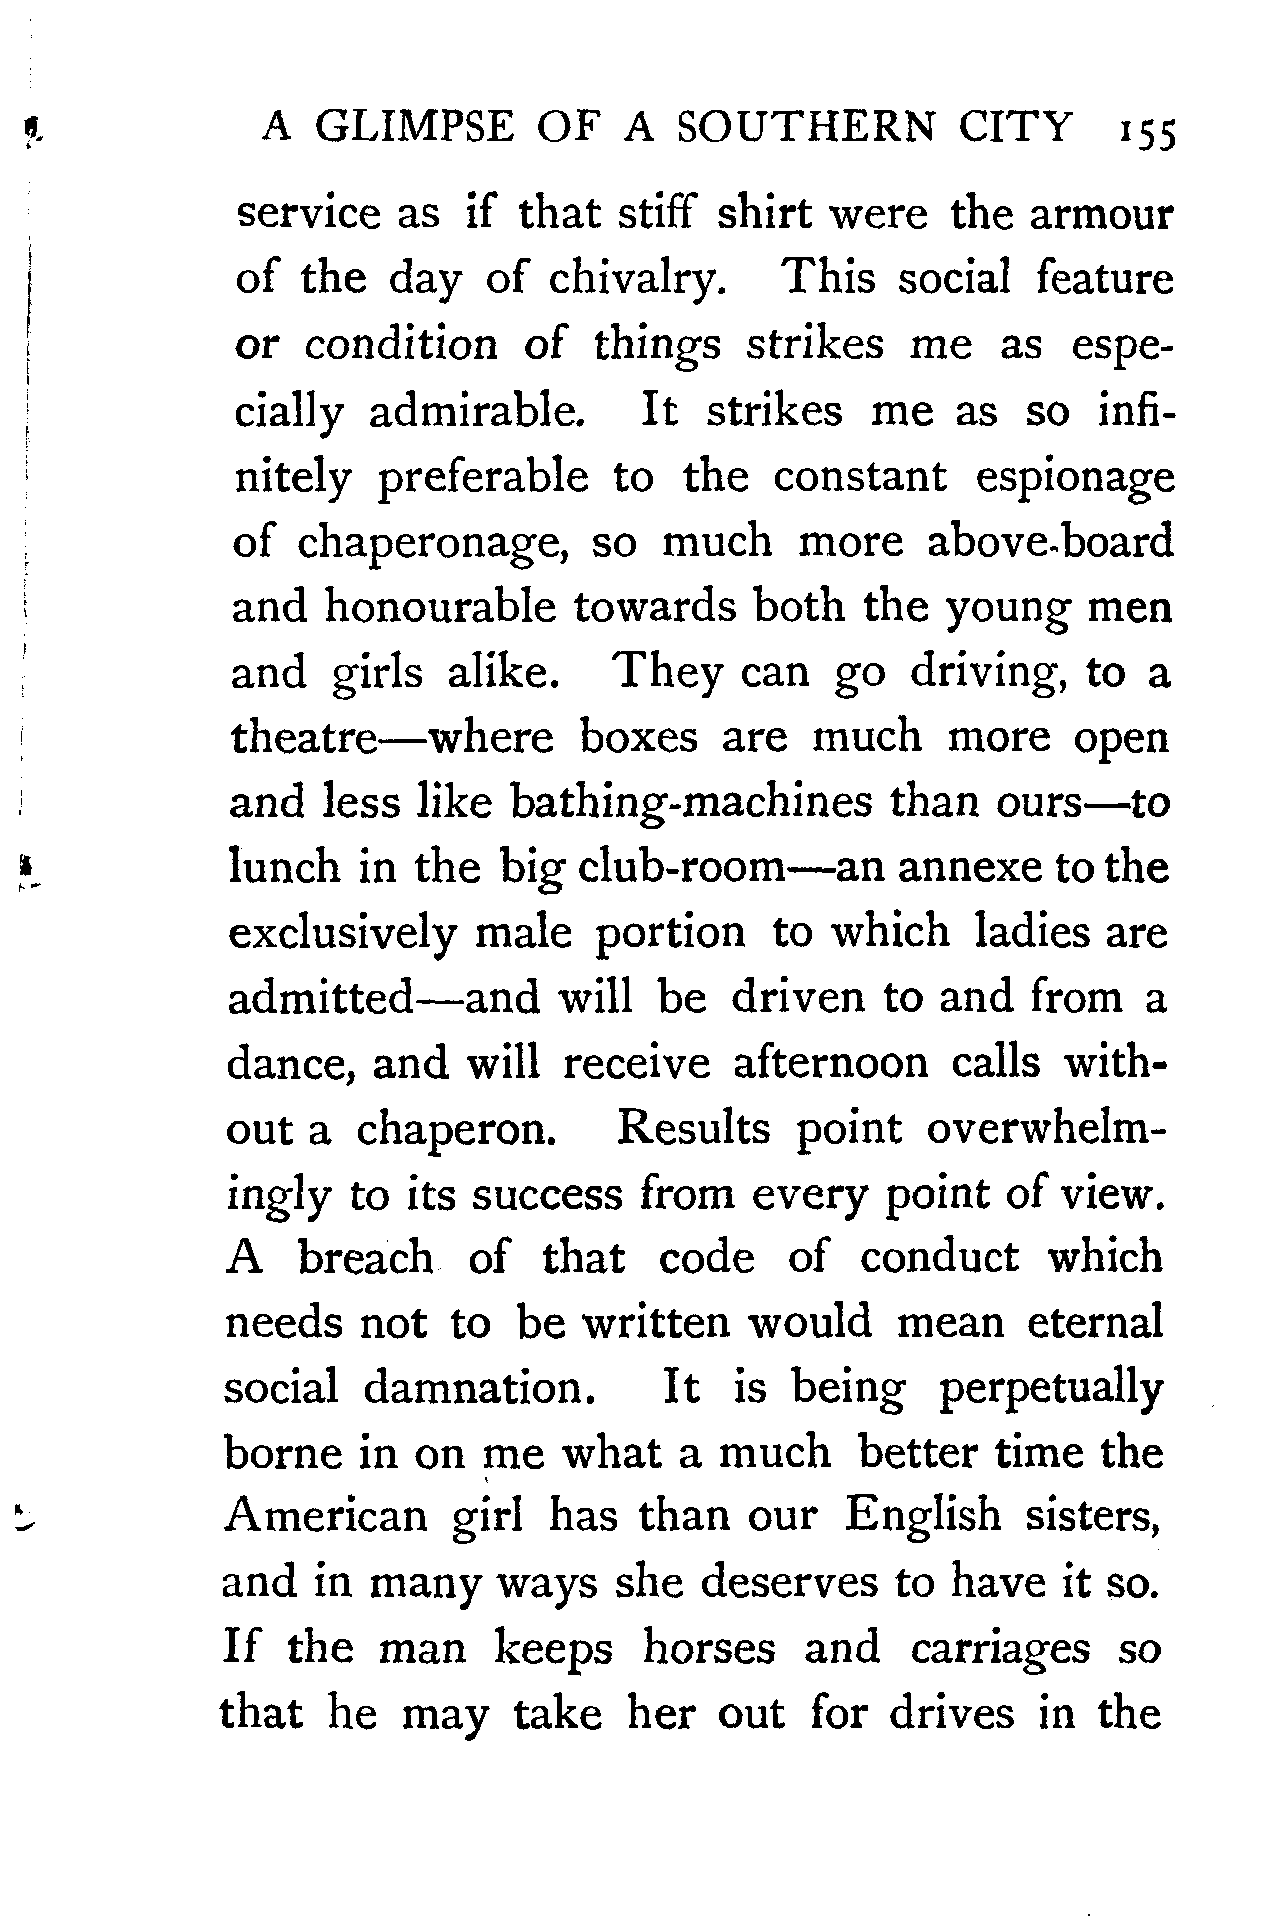 A GLIMPSE OF A SOUTHERN CITY 155
service as if that stiff shirt were the armour
of the day of chivalry. This social feature
or condition of things strikes me as espe-
cially admirable. It strikes me as so infi-
nitely preferable to the constant espionage
of chaperonage, so much more above-board
and honourable towards both the young men
and girls alike. They can go driving, to a
theatre—where boxes are much more open
and less like bathing-machines than ours—to
lunch in the big club-room—an annexe to the
exclusively male portion to which ladies are
admitted—and will be driven to and from a
dance, and will receive afternoon calls with-
out a chaperon. Results point overwhelm-
ingly to its success from every point of view.
A breach of that code of conduct which
needs not to be written would mean eternal
social damnation. It is being perpetually
borne in on me what a much better time the
American girl has than our English sisters,
and in many ways she deserves to have it so.
If the man keeps horses and carriages so
that he may take her out for drives in the